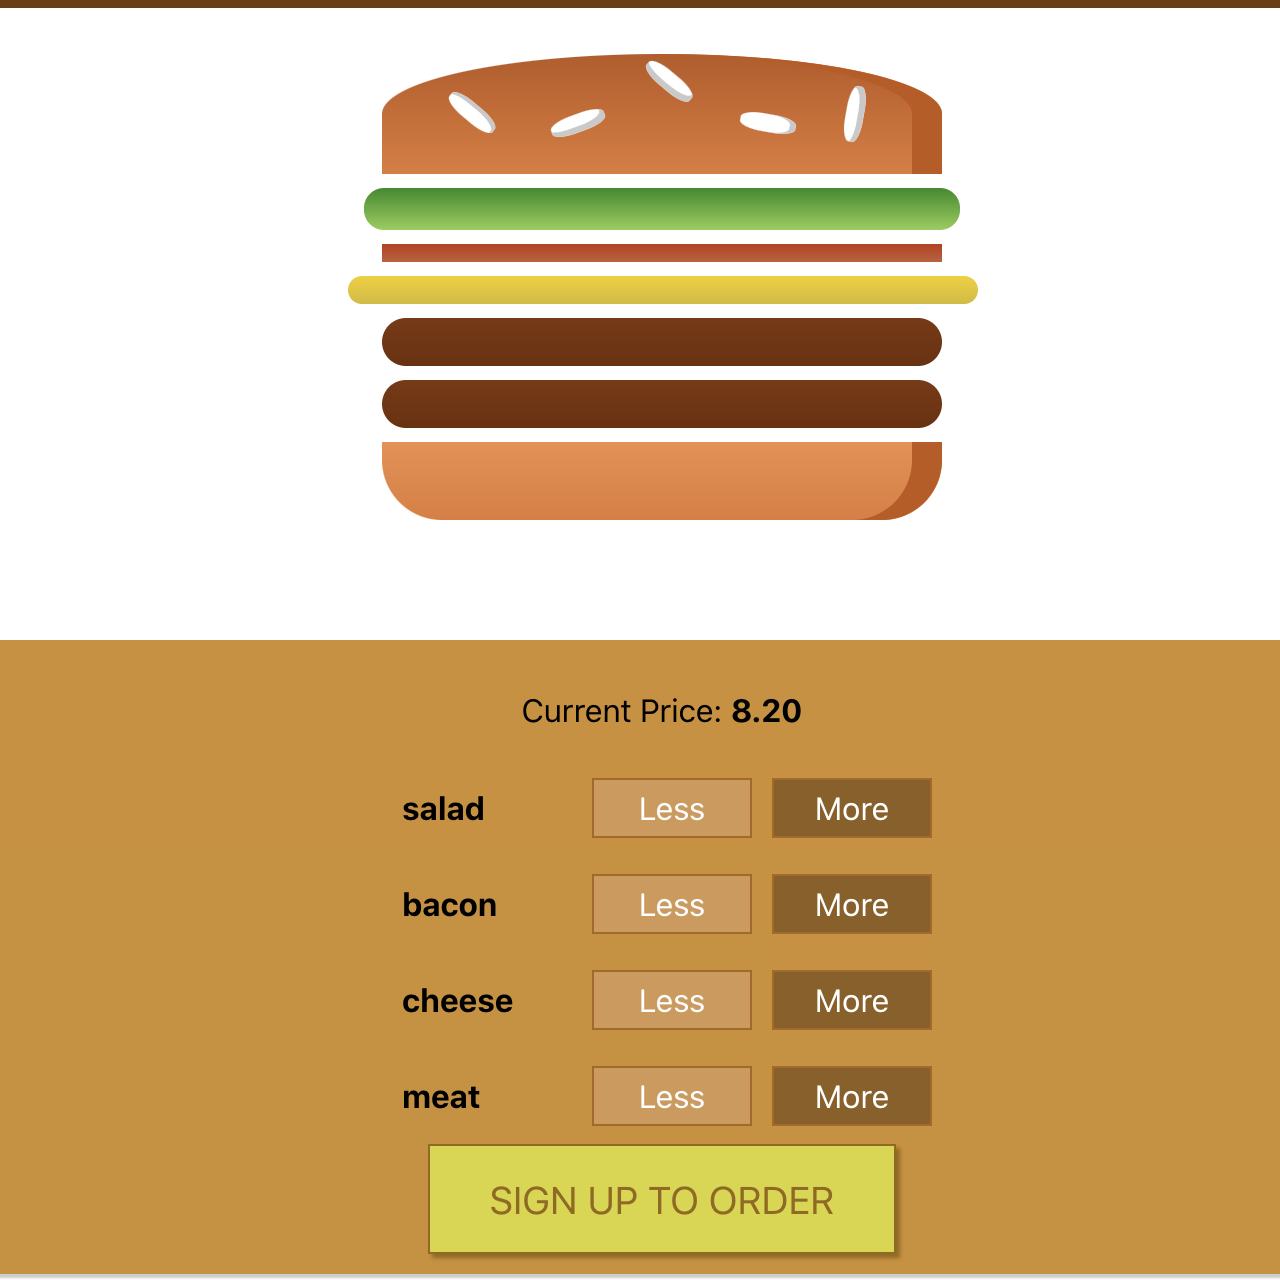 Current Price: 8.20
salad Less More
bacon Less More
cheese Less More
meat Less More
SIGN UP TO ORDER